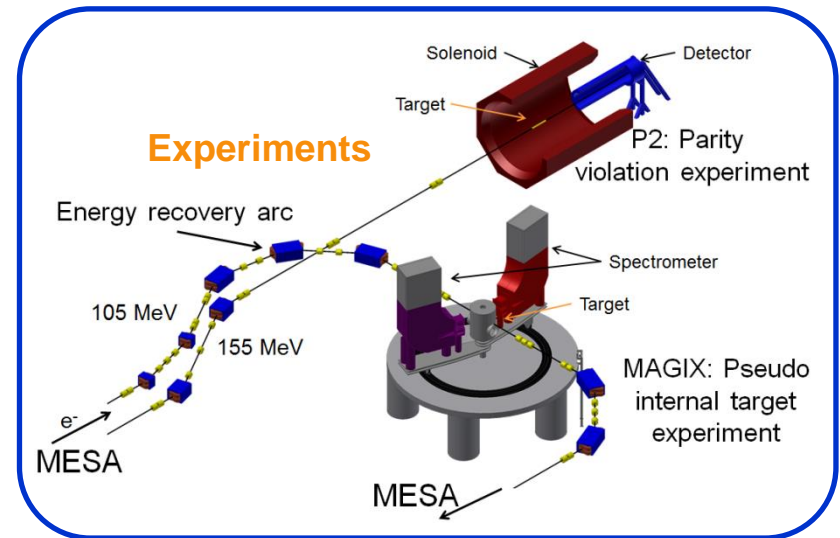 Solenoid
Detector
Target
Experiments
P2: Parity
violation experiment
Energy recovery arc
Spectrometer
105 MeV
Target
155 MeV
MAGIX: Pseudo
internal target
experiment
e-
MESA
MESA